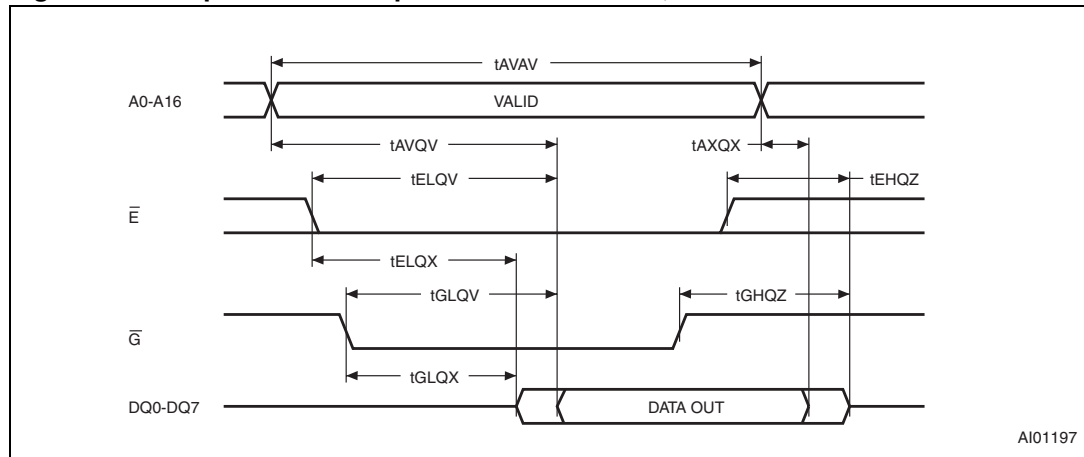 tAVAV
A0-A16
VALID
tAVQV
tAXQX
tELQV
tEHQZ
E
tELQX
tGLQV
tGHQZ
G
tGLQX
DQ0-DQ7
DATA OUT
AI01197